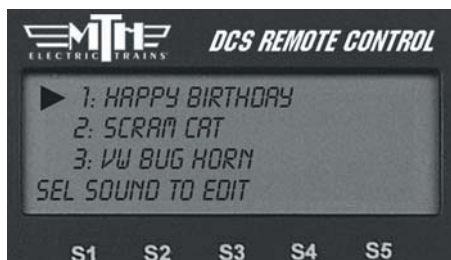 MTH
ELECTRIC TRAINS
DCS REMOTE CONTROL
1: HAPPY BIRTHDAY
2: SCRAM CAT
3: VW BUG HORN
SEL SOUND TO EDIT
S1 S2 S3 S4 S5